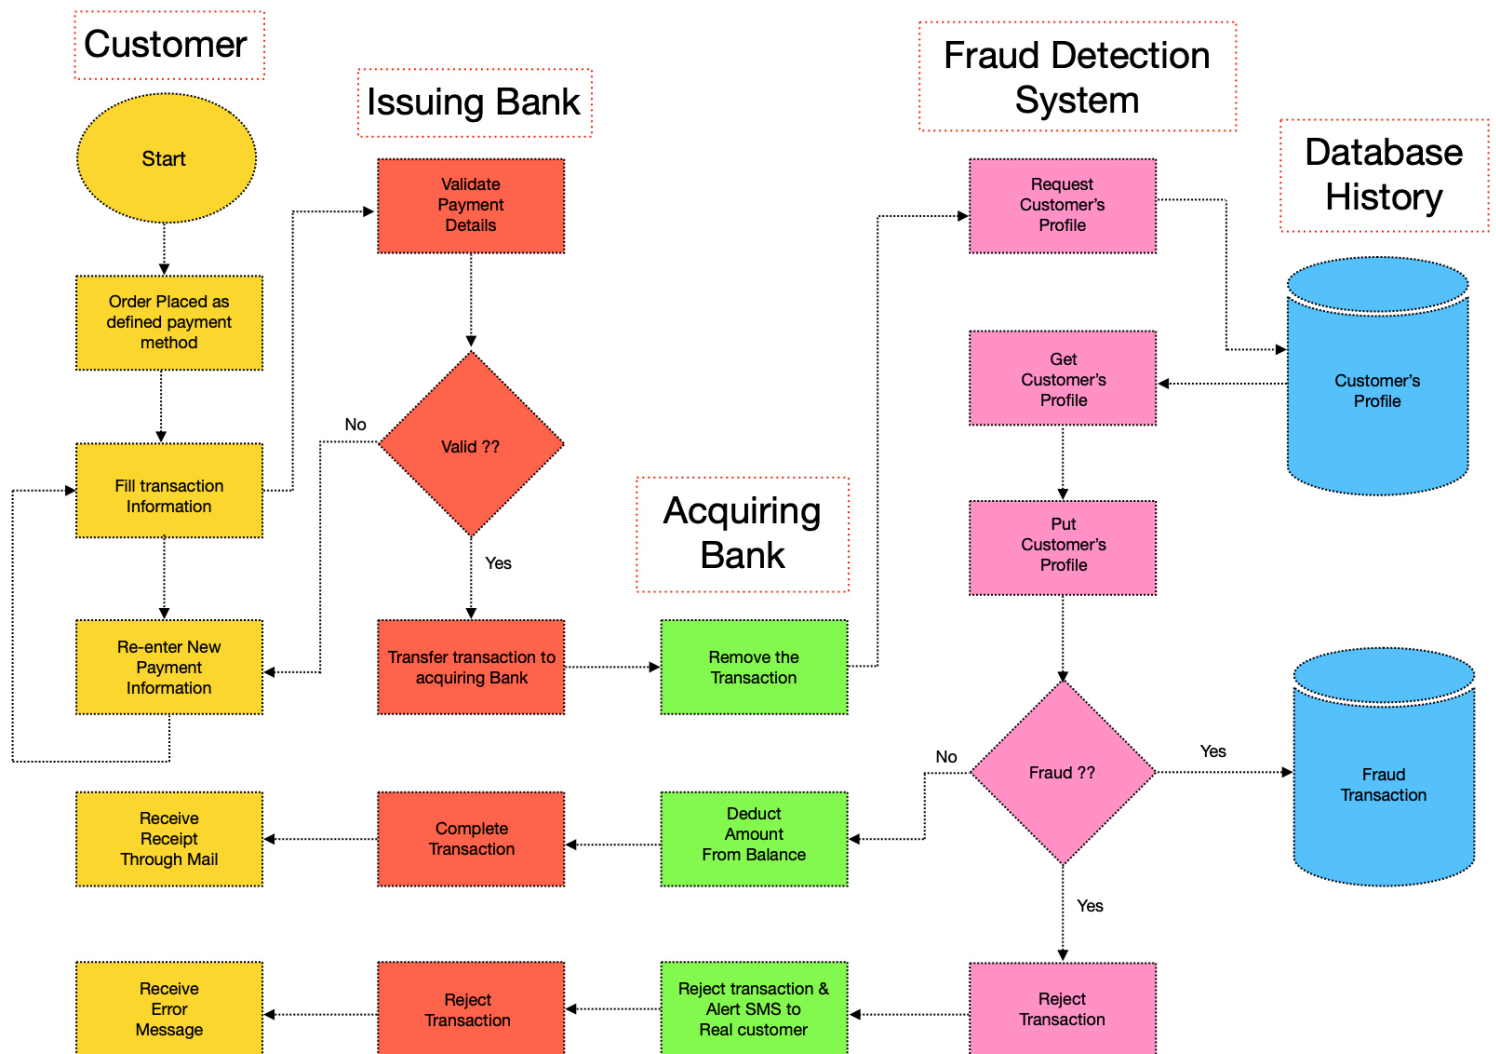 Customer
Start
Order Placed as
defined payment
method
Fill transaction
Information
Re-enter New
Payment
Information
Receive
Receipt
Through Mail
Receive
Error
Message
Issuing Bank
Validate
Payment
Details
Valid ??
No
Yes
Transfer transaction to
acquiring Bank
Complete
Transaction
Reject
Transaction
Acquiring
Bank
Remove the
Transaction
Deduct
Amount
From Balance
Reject transaction &
Alert SMS to
Real customer
Fraud Detection
System
Request
Customer’s
Profile
Get
Customer’s
Profile
Put
Customer’s
Profile
Fraud ??
No
Yes
Yes
Reject
Transaction
Database
History
Customer’s
Profile
Fraud
Transaction